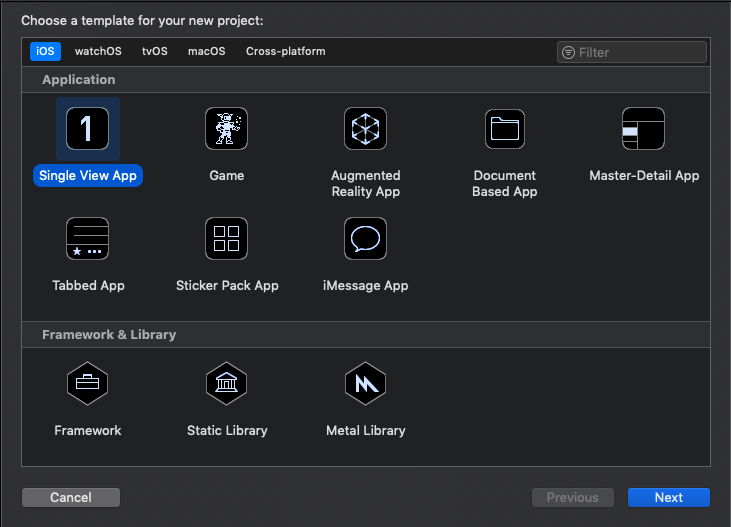 Choose a template for your new project:
iOS watchOS tvOS macOS Cross-platform Filter
Application
1
Single View App Game Augmented Reality App Document Based App Master-Detail App
Tabbed App Sticker Pack App iMessage App
Framework & Library
Framework Static Library Metal Library
Cancel Previous Next